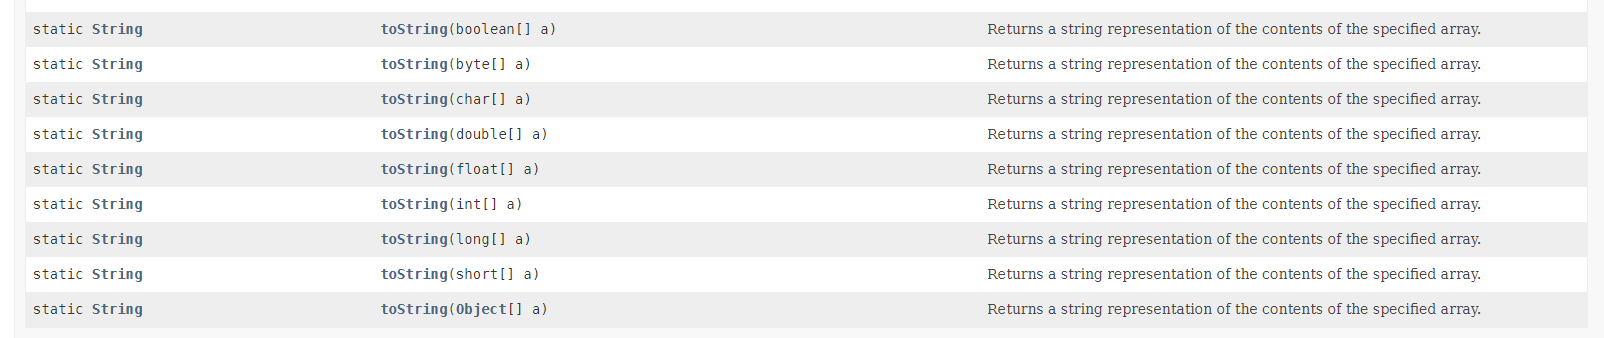 static String toString(boolean[] a) Returns a string representation of the contents of the specified array.
static String toString(byte[] a) Returns a string representation of the contents of the specified array.
static String toString(char[] a) Returns a string representation of the contents of the specified array.
static String toString(double[] a) Returns a string representation of the contents of the specified array.
static String toString(float[] a) Returns a string representation of the contents of the specified array.
static String toString(int[] a) Returns a string representation of the contents of the specified array.
static String toString(long[] a) Returns a string representation of the contents of the specified array.
static String toString(short[] a) Returns a string representation of the contents of the specified array.
static String toString(Object[] a) Returns a string representation of the contents of the specified array.